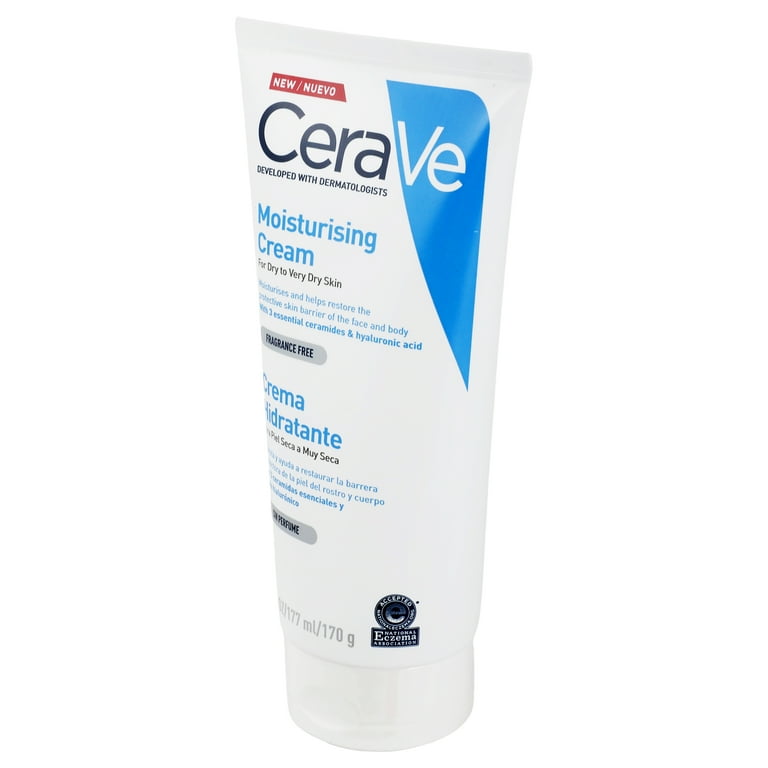 NEW / NUEVO
CeraVe
DEVELOPED WITH DERMATOLOGISTS
Moisturising
Cream
For Dry to Very Dry Skin
Moisturises and helps restore the
protective skin barrier of the face and body
With 3 essential ceramides & hyaluronic acid
FRAGRANCE FREE
Crema
Hidratante
Piel Seca a Muy Seca
y ayuda a restaurar la barrera
de la piel del rostro y cuerpo
ceramidas esenciales y
hialurónico
PERFUME
/177 ml/170 g
ACCEPTED
NATIONAL
Eczema
ASSOCIATION